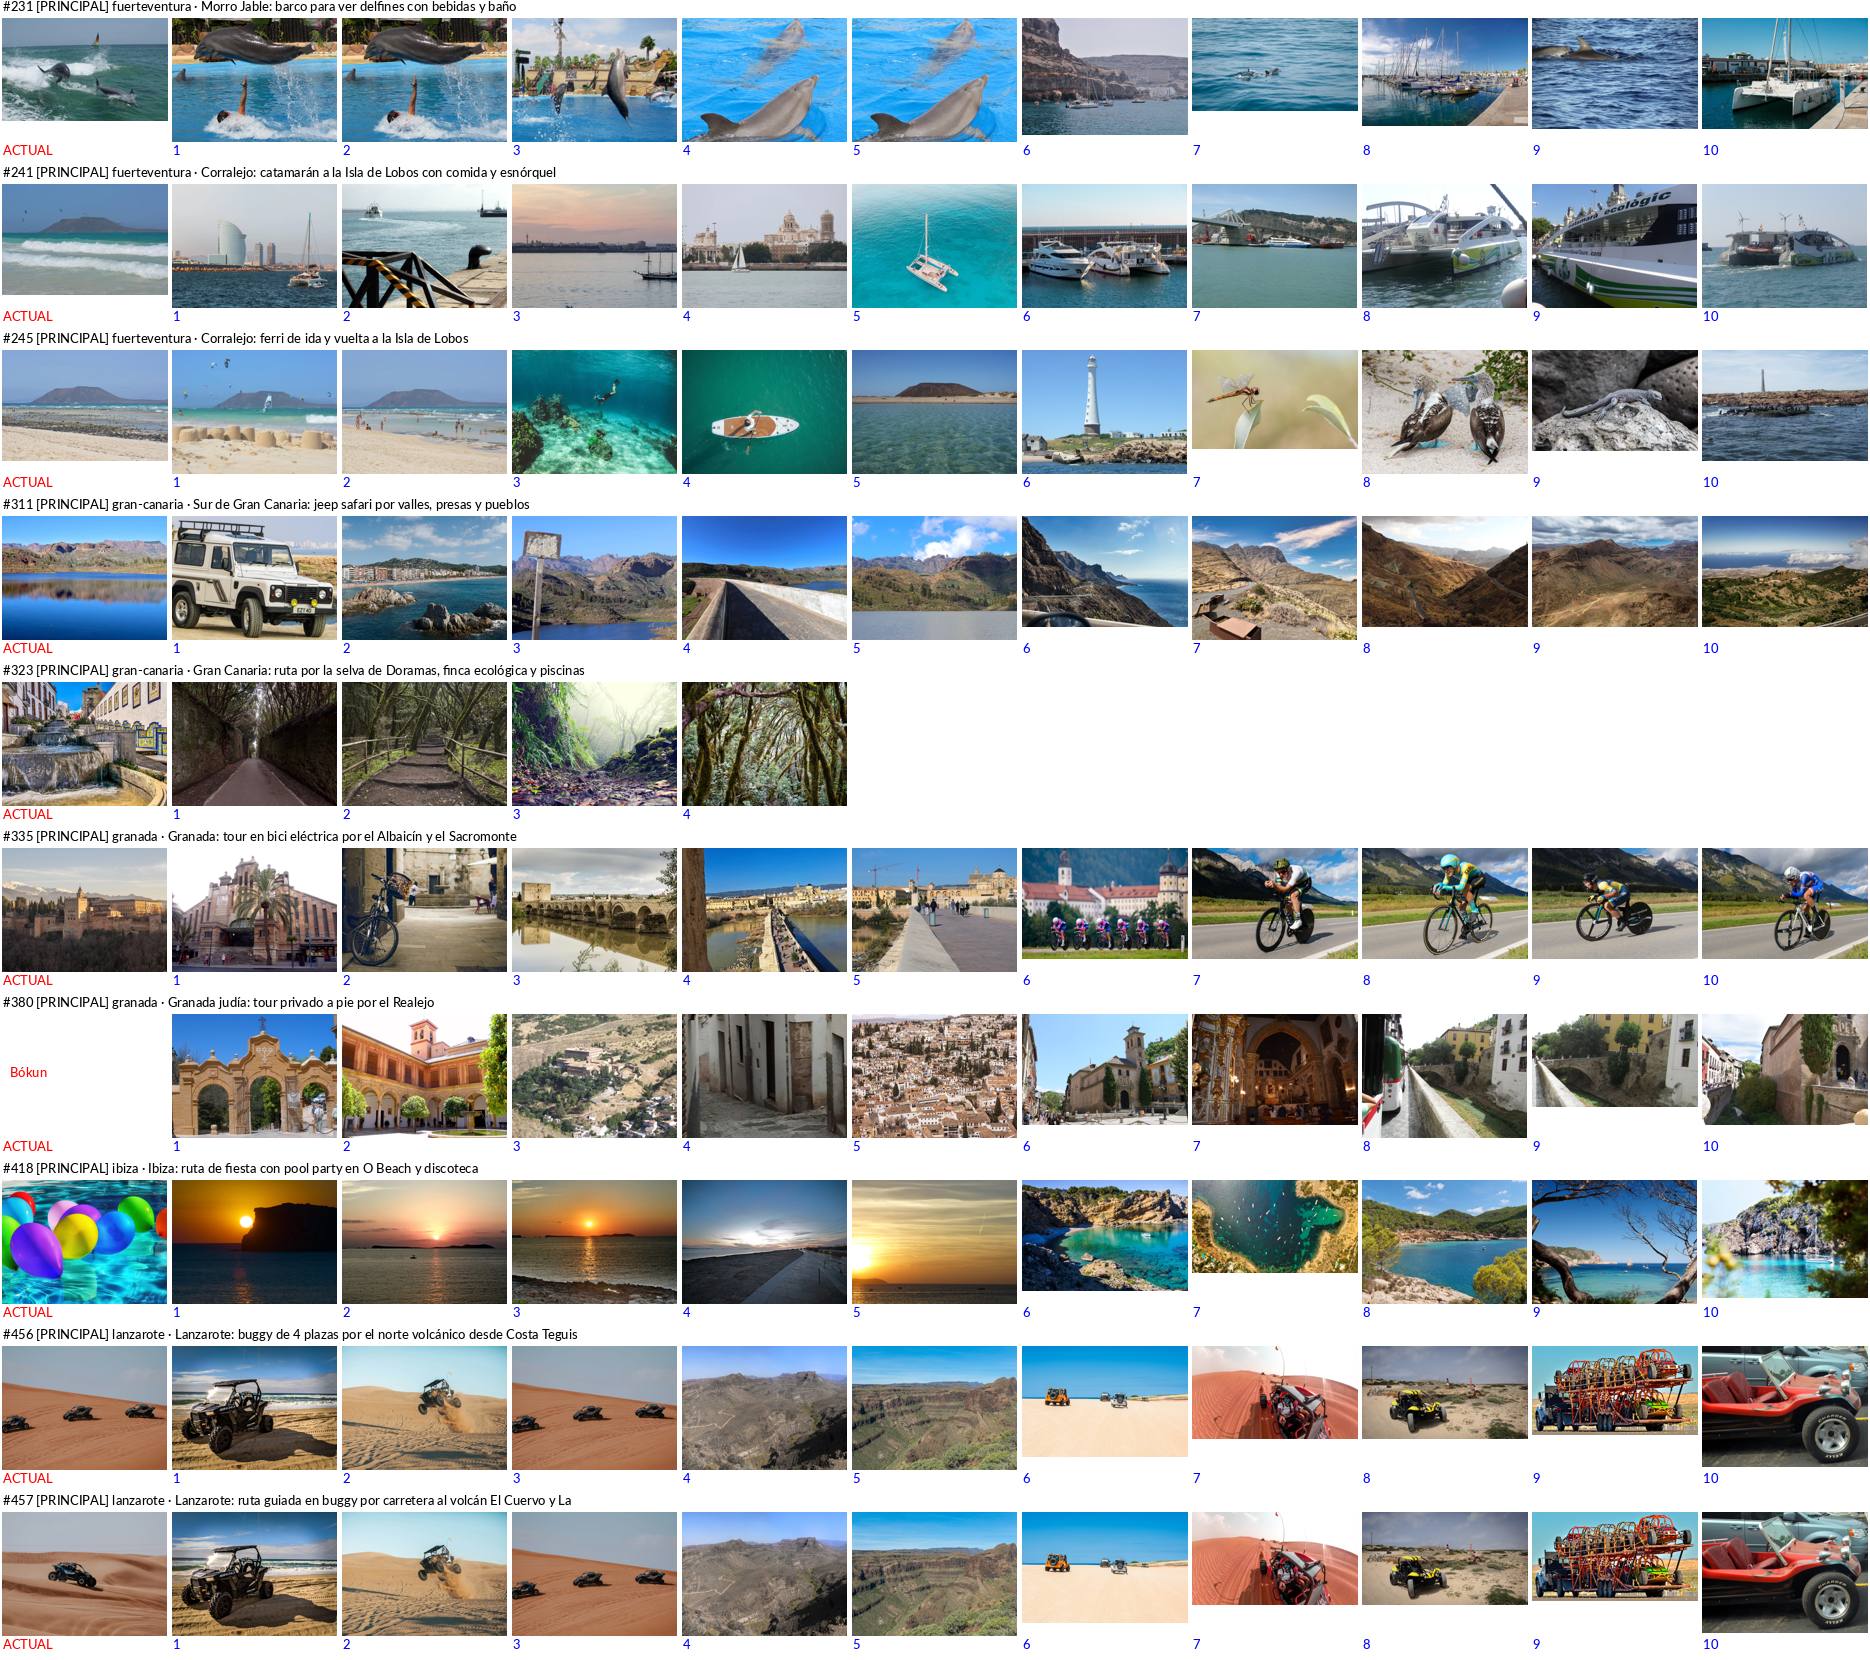 #231 [PRINCIPAL] fuerteventura · Morro Jable: barco para ver delfines con bebidas y baño
ACTUAL 1 2 3 4 5 6 7 8 9 10
#241 [PRINCIPAL] fuerteventura · Corralejo: catamarán a la Isla de Lobos con comida y esnórquel
ecológic
ACTUAL 1 2 3 4 5 6 7 8 9 10
#245 [PRINCIPAL] fuerteventura · Corralejo: ferri de ida y vuelta a la Isla de Lobos
ACTUAL 1 2 3 4 5 6 7 8 9 10
#311 [PRINCIPAL] gran-canaria · Sur de Gran Canaria: jeep safari por valles, presas y pueblos
ACTUAL 1 2 3 4 5 6 7 8 9 10
#323 [PRINCIPAL] gran-canaria · Gran Canaria: ruta por la selva de Doramas, finca ecológica y piscinas
ACTUAL 1 2 3 4
#335 [PRINCIPAL] granada · Granada: tour en bici eléctrica por el Albaicín y el Sacromonte
ACTUAL 1 2 3 4 5 6 7 8 9 10
#380 [PRINCIPAL] granada · Granada judía: tour privado a pie por el Realejo
Bókun
ACTUAL 1 2 3 4 5 6 7 8 9 10
#418 [PRINCIPAL] ibiza · Ibiza: ruta de fiesta con pool party en O Beach y discoteca
ACTUAL 1 2 3 4 5 6 7 8 9 10
#456 [PRINCIPAL] lanzarote · Lanzarote: buggy de 4 plazas por el norte volcánico desde Costa Teguis
ACTUAL 1 2 3 4 5 6 7 8 9 10
#457 [PRINCIPAL] lanzarote · Lanzarote: ruta guiada en buggy por carretera al volcán El Cuervo y La
ACTUAL 1 2 3 4 5 6 7 8 9 10